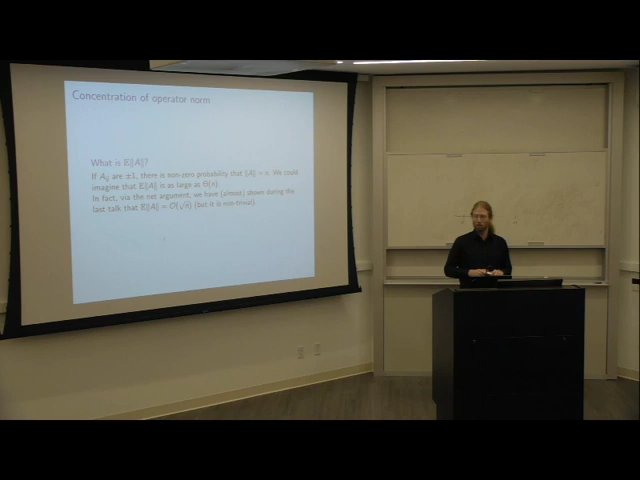 Concentration of operator norm
What is 𝔼‖A‖?
If Aᵢⱼ are ±1, there is non-zero probability that ‖A‖ = n. We could
imagine that 𝔼‖A‖ is as large as Θ(n).
In fact, via the net argument, we have (almost) shown during the
last talk that 𝔼‖A‖ = O(√n) (but it is non-trivial).